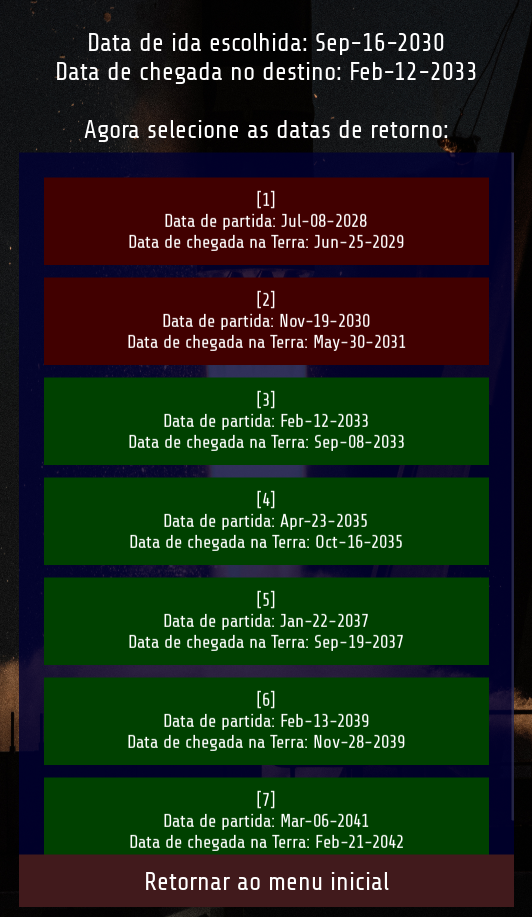 Data de ida escolhida: Sep-16-2030
Data de chegada no destino: Feb-12-2033
Agora selecione as datas de retorno:
[1]
Data de partida: Jul-08-2028
Data de chegada na Terra: Jun-25-2029
[2]
Data de partida: Nov-19-2030
Data de chegada na Terra: May-30-2031
[3]
Data de partida: Feb-12-2033
Data de chegada na Terra: Sep-08-2033
[4]
Data de partida: Apr-23-2035
Data de chegada na Terra: Oct-16-2035
[5]
Data de partida: Jan-22-2037
Data de chegada na Terra: Sep-19-2037
[6]
Data de partida: Feb-13-2039
Data de chegada na Terra: Nov-28-2039
[7]
Data de partida: Mar-06-2041
Data de chegada na Terra: Feb-21-2042
Retornar ao menu inicial